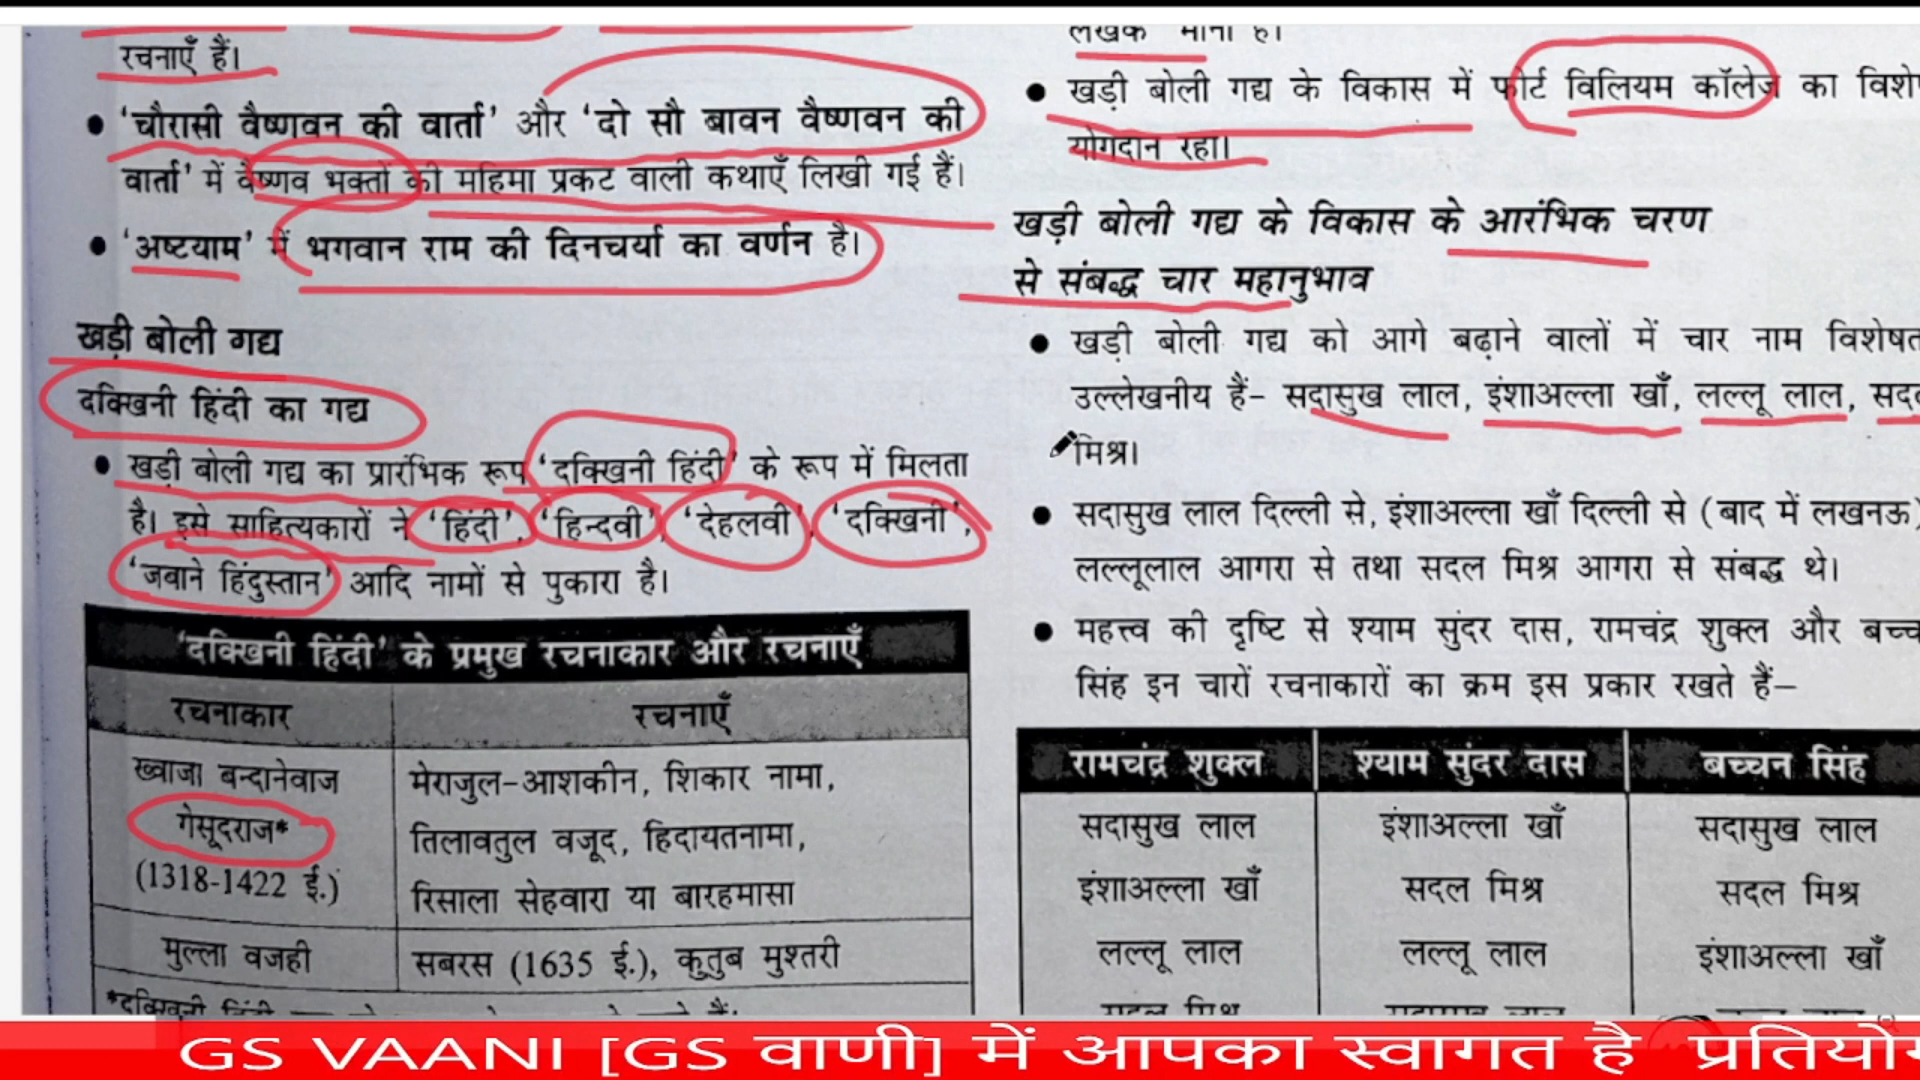 रचनाएँ हैं।
● 'चौरासी वैष्णवन की वार्ता' और 'दो सौ बावन वैष्णवन की
वार्ता' में वैष्णव भक्तों की महिमा प्रकट वाली कथाएँ लिखी गई हैं।
● 'अष्टयाम' में भगवान राम की दिनचर्या का वर्णन है।
खड़ी बोली गद्य
दक्खिनी हिंदी का गद्य
● खड़ी बोली गद्य का प्रारंभिक रूप 'दक्खिनी हिंदी' के रूप में मिलता
है। इसे साहित्यकारों ने 'हिंदी', 'हिन्दवी', 'देहलवी', 'दक्खिनी',
'जवाने हिंदुस्तान' आदि नामों से पुकारा है।
'दक्खिनी हिंदी' के प्रमुख रचनाकार और रचनाएँ
रचनाकार रचनाएँ
ख्वाजा बन्दानेवाज मेराजुल-आशकीन, शिकार नामा,
गेसूदराज* तिलावतुल वजूद, हिदायतनामा,
(1318-1422 ई.) रिसाला सेहवारा या बारहमासा
मुल्ला वजही सबरस (1635 ई.), कुतुब मुश्तरी
लेखक माना है।
● खड़ी बोली गद्य के विकास में फोर्ट विलियम कॉलेज का
योगदान रहा।
खड़ी बोली गद्य के विकास के आरंभिक चरण
से संबद्ध चार महानुभाव
● खड़ी बोली गद्य को आगे बढ़ाने वालों में चार नाम
उल्लेखनीय हैं- सदासुख लाल, इंशाअल्ला खाँ, लल्लू लाल,
मिश्र।
● सदासुख लाल दिल्ली से, इंशाअल्ला खाँ दिल्ली से (बाद में लखनऊ)
लल्लूलाल आगरा से तथा सदल मिश्र आगरा से संबद्ध थे।
● महत्त्व की दृष्टि से श्याम सुंदर दास, रामचंद्र शुक्ल और
सिंह इन चारों रचनाकारों का क्रम इस प्रकार रखते हैं–
रामचंद्र शुक्ल श्याम सुंदर दास बच्चन सिंह
सदासुख लाल इंशाअल्ला खाँ सदासुख लाल
इंशाअल्ला खाँ सदल मिश्र सदल मिश्र
लल्लू लाल लल्लू लाल इंशाअल्ला खाँ
GS VAANI [GS वाणी] में आपका स्वागत है